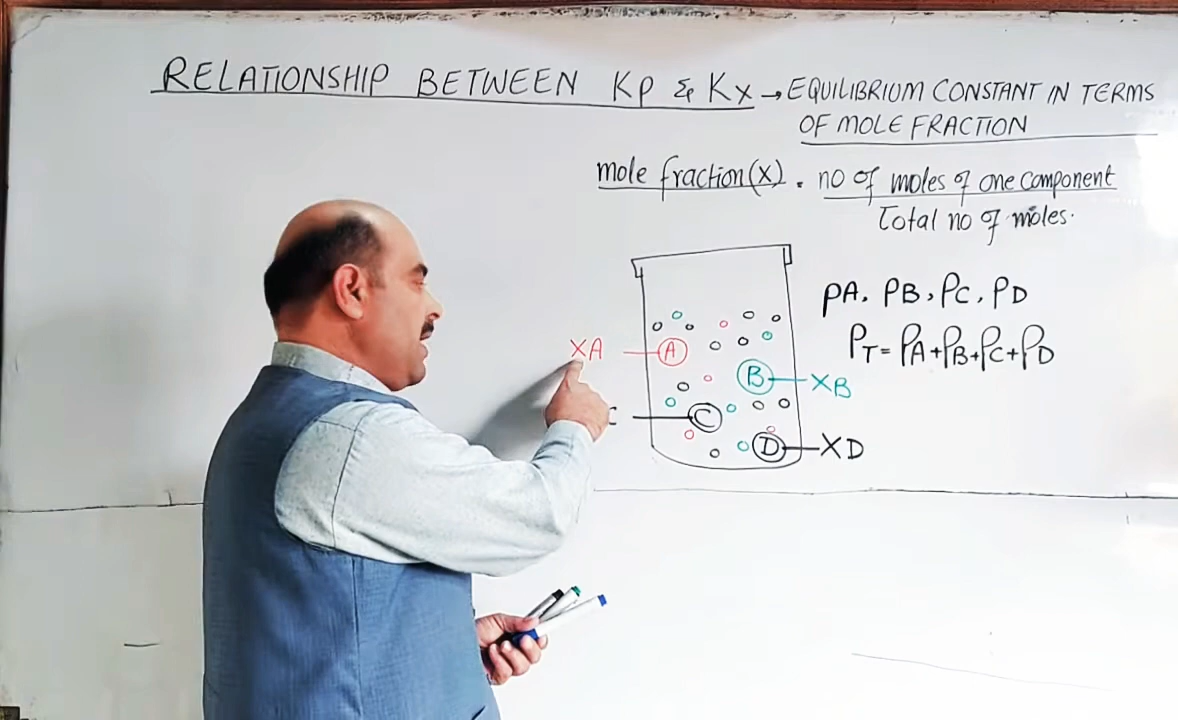 RELATIONSHIP BETWEEN KP & KX → EQUILIBRIUM CONSTANT IN TERMS
OF MOLE FRACTION
mole fraction(x) = no of moles of one component
Total no of moles.
PA, PB, PC, PD
PT = PA+PB+PC+PD
XA
A
B
XB
C
C
D
XD